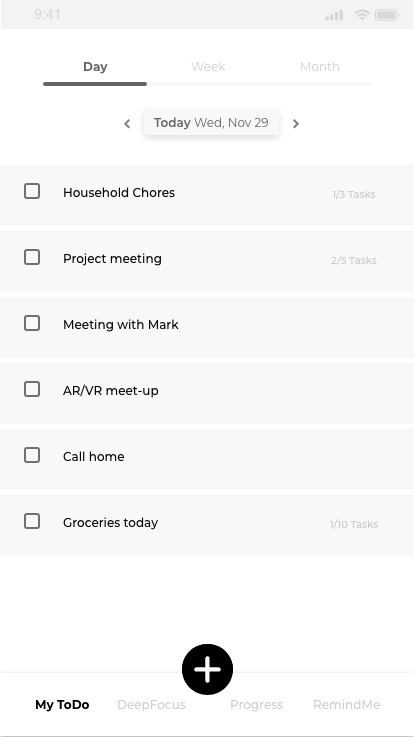 9:41
Day Week Month
Today Wed, Nov 29
Household Chores 1/3 Tasks
Project meeting 2/5 Tasks
Meeting with Mark
AR/VR meet-up
Call home
Groceries today 1/10 Tasks
My ToDo DeepFocus Progress RemindMe